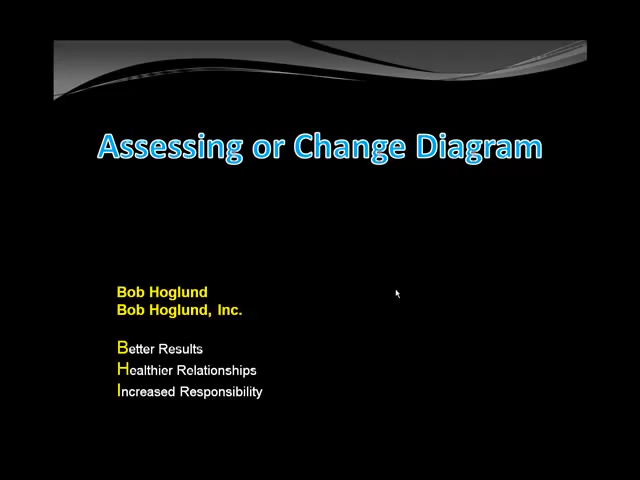 Assessing or Change Diagram
Bob Hoglund
Bob Hoglund, Inc.
Better Results
Healthier Relationships
Increased Responsibility